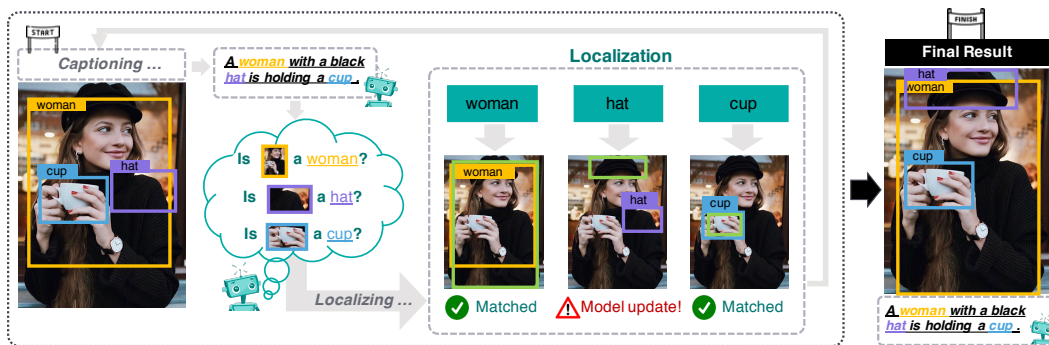 START
Captioning ...
A woman with a black
hat is holding a cup .
woman
hat
cup
Is a woman?
Is a hat?
Is a cup?
Localizing ...
Localization
woman
hat
cup
woman
hat
cup
Matched
Model update!
Matched
FINISH
Final Result
hat
woman
cup
A woman with a black
hat is holding a cup .